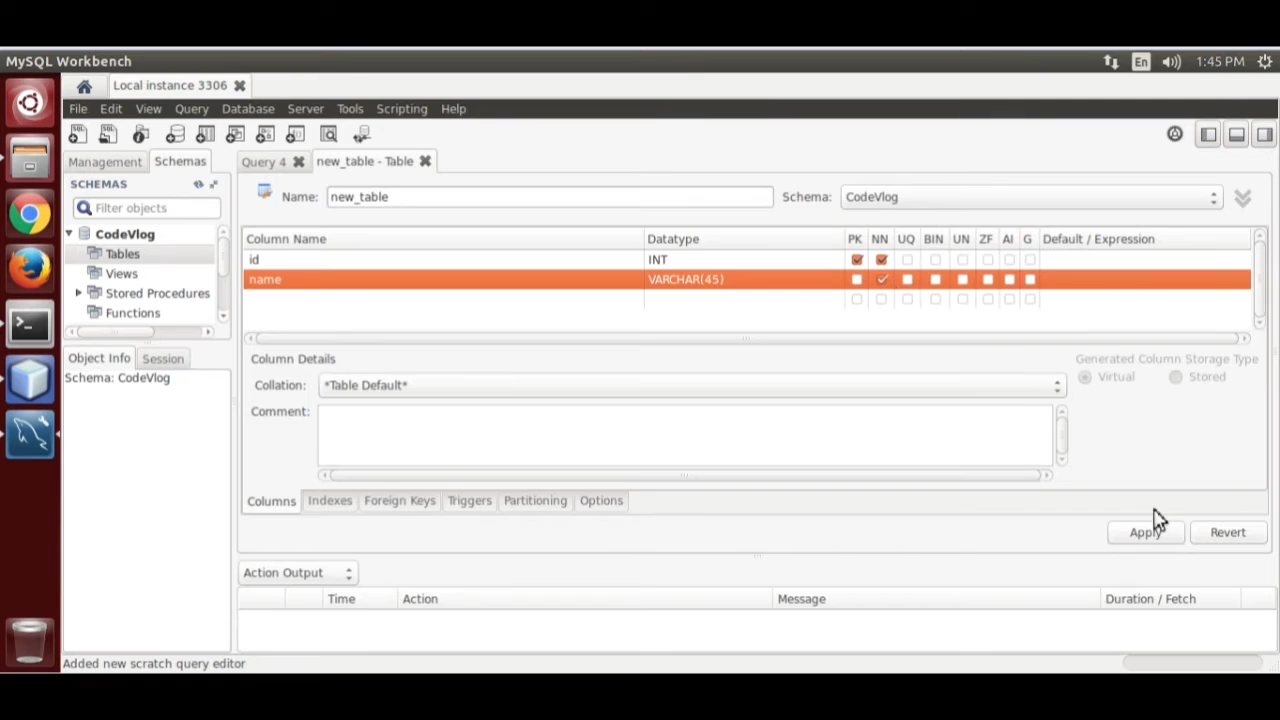 MySQL Workbench
En
1:45 PM
Local instance 3306
File Edit View Query Database Server Tools Scripting Help
Management Schemas
Query 4
new_table - Table
SCHEMAS
Filter objects
CodeVlog
Tables
Views
Stored Procedures
Functions
Name: new_table
Schema: CodeVlog
Column Name Datatype PK NN UQ BIN UN ZF AI G Default / Expression
id INT
name VARCHAR(45)
Object Info Session
Schema: CodeVlog
Column Details
Generated Column Storage Type
Collation: *Table Default*
Virtual Stored
Comment:
Columns Indexes Foreign Keys Triggers Partitioning Options
Apply Revert
Action Output
Time Action Message Duration / Fetch
Added new scratch query editor